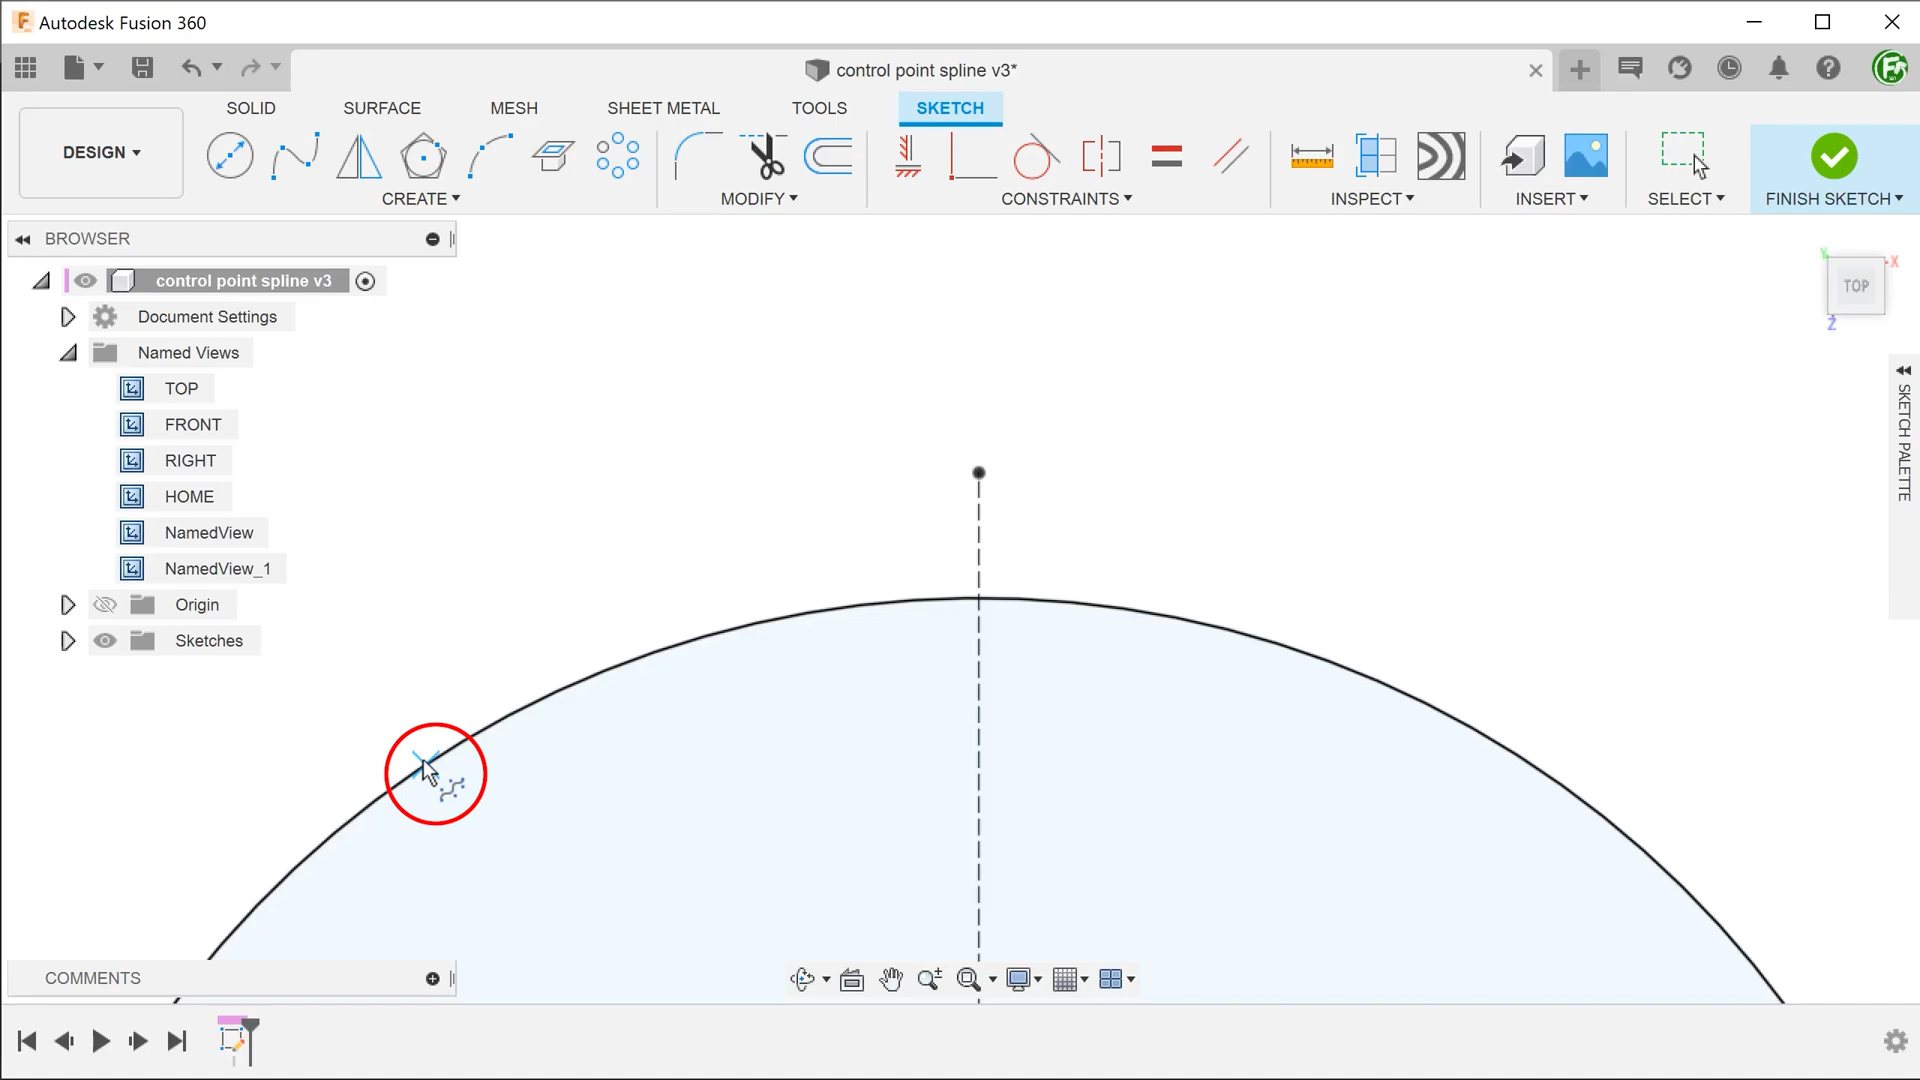 Autodesk Fusion 360
control point spline v3*
SOLID SURFACE MESH SHEET METAL TOOLS SKETCH
DESIGN
CREATE MODIFY CONSTRAINTS INSPECT INSERT SELECT FINISH SKETCH
BROWSER
control point spline v3
Document Settings
Named Views
TOP
FRONT
RIGHT
HOME
NamedView
NamedView_1
Origin
Sketches
Y
X
TOP
Z
SKETCH PALETTE
COMMENTS